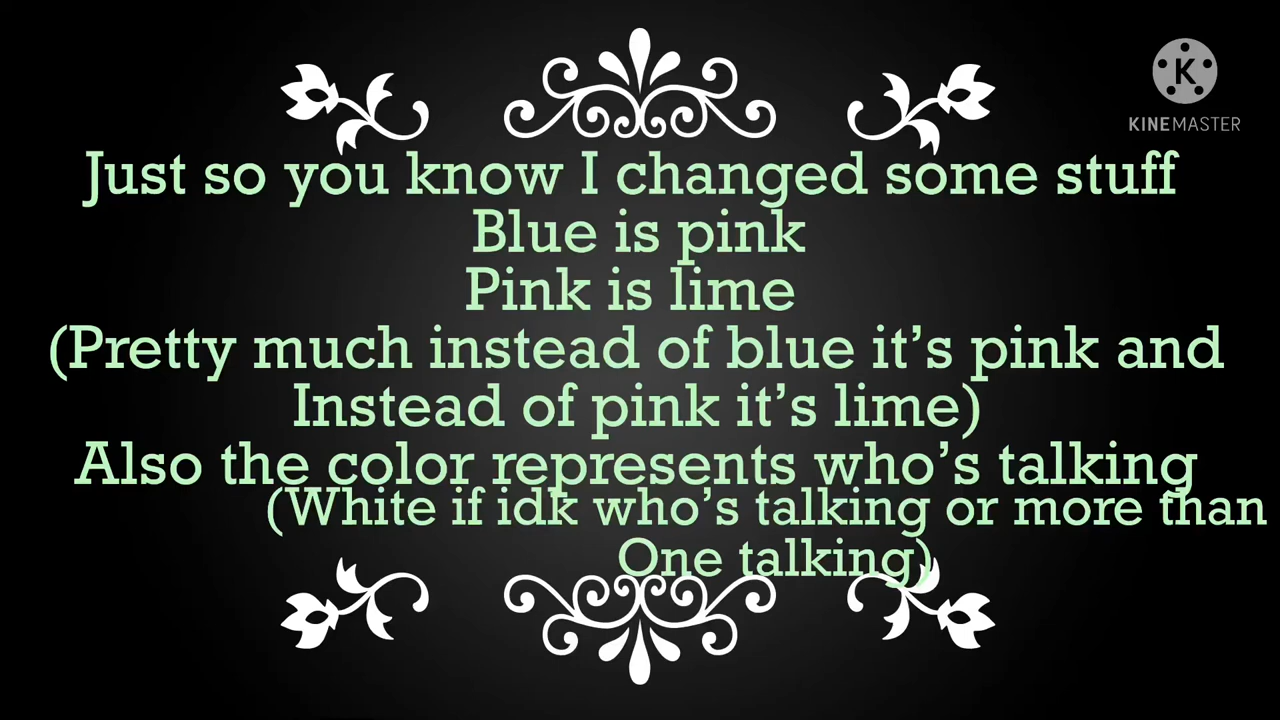 K
KINEMASTER
Just so you know I changed some stuff
Blue is pink
Pink is lime
(Pretty much instead of blue it’s pink and
Instead of pink it’s lime)
Also the color represents who’s talking
(White if idk who’s talking or more than
One talking)